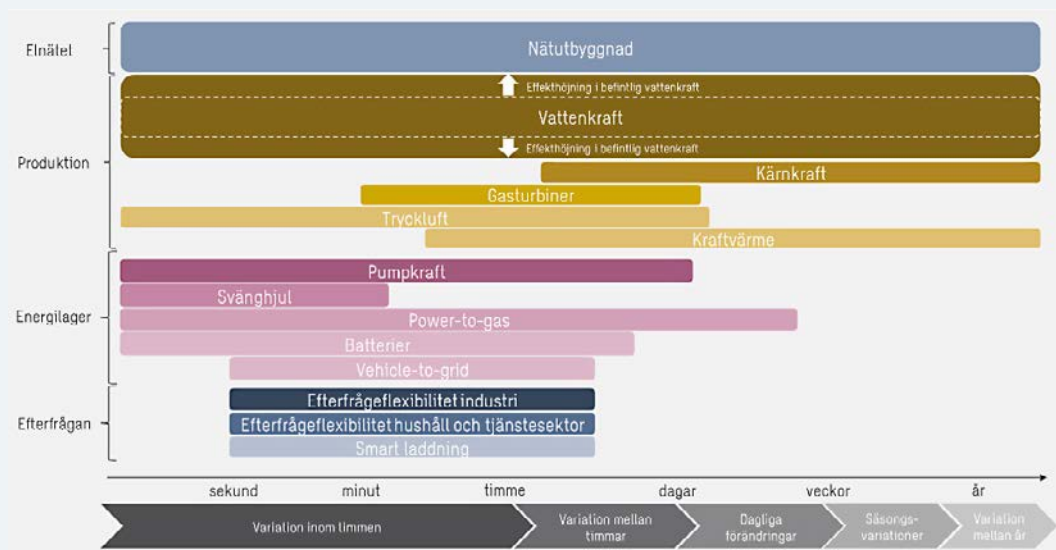 Elnätet
Nätutbyggnad
Effekthöjning i befintlig vattenkraft
Vattenkraft
Effekthöjning i befintlig vattenkraft
Produktion
Kärnkraft
Gasturbiner
Tryckluft
Kraftvärme
Pumpkraft
Svänghjul
Energilager
Power-to-gas
Batterier
Vehicle-to-grid
Efterfrågeflexibilitet industri
Efterfrågan
Efterfrågeflexibilitet hushåll och tjänstesektor
Smart laddning
sekund minut timme dagar veckor år
Variation inom timmen
Variation mellan
timmar
Dagliga
förändringar
Säsongs-
variationer
Variation
mellan år